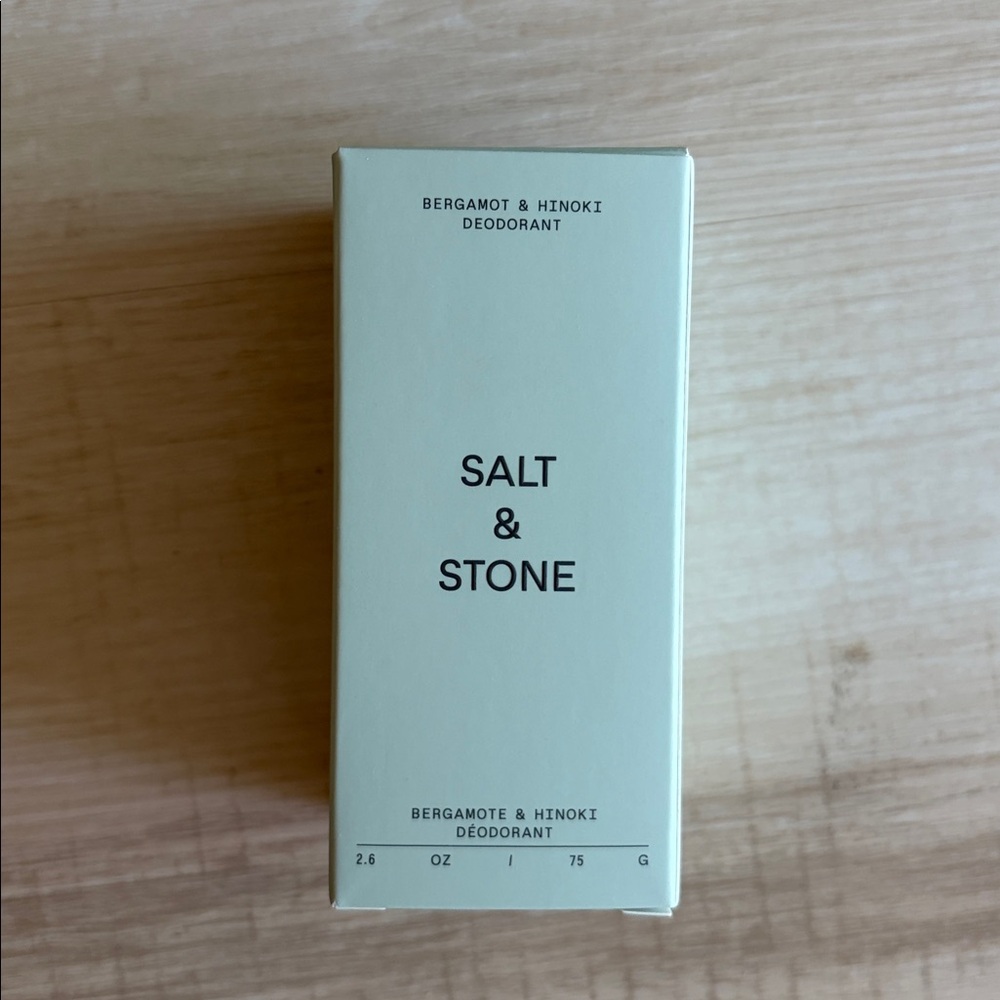 BERGAMOT & HINOKI
DEODORANT
SALT
&
STONE
BERGAMOTE & HINOKI
DÉODORANT
2.6 OZ / 75 G